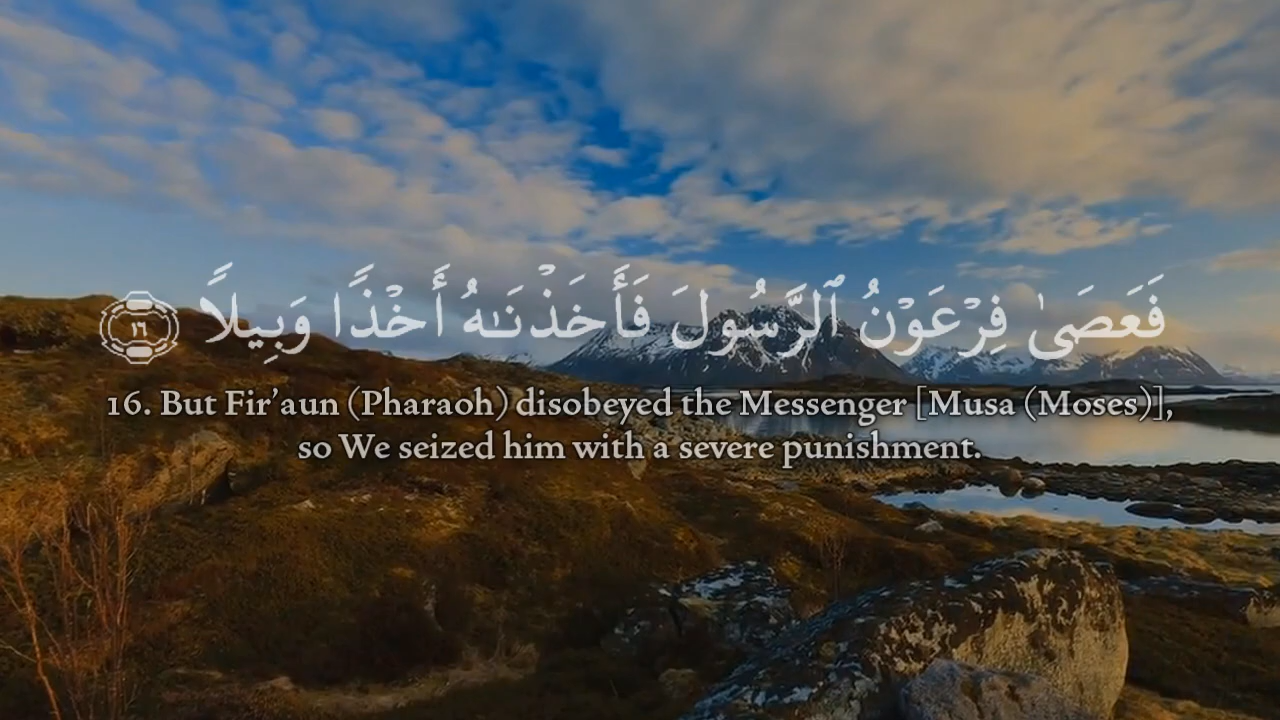 فَعَصَىٰ فِرْعَوْنُ ٱلرَّسُولَ فَأَخَذْنَـٰهُ أَخْذًا وَبِيلًا ١٦
16. But Fir’aun (Pharaoh) disobeyed the Messenger [Musa (Moses)],
so We seized him with a severe punishment.